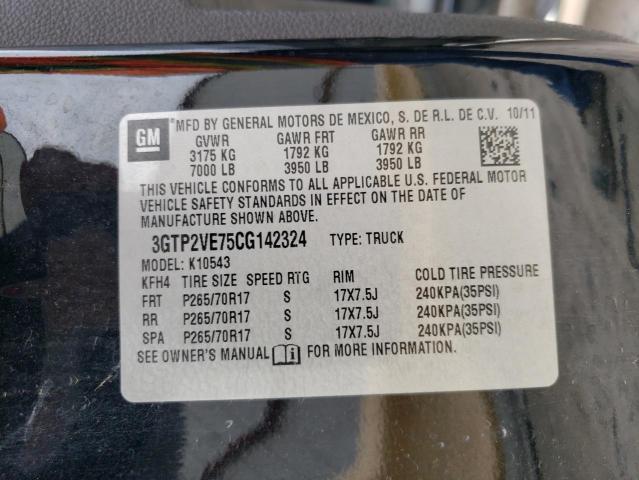 GM *MFD BY GENERAL MOTORS DE MEXICO, S. DE R.L. DE C.V. 10/11
GVWR GAWR FRT GAWR RR
3175 KG 1792 KG 1792 KG
7000 LB 3950 LB 3950 LB
THIS VEHICLE CONFORMS TO ALL APPLICABLE U.S. FEDERAL MOTOR
VEHICLE SAFETY STANDARDS IN EFFECT ON THE DATE OF
MANUFACTURE SHOWN ABOVE.
3GTP2VE75CG142324 TYPE: TRUCK
MODEL: K10543
KFH4 TIRE SIZE SPEED RTG RIM COLD TIRE PRESSURE
FRT P265/70R17 S 17X7.5J 240KPA(35PSI)
RR P265/70R17 S 17X7.5J 240KPA(35PSI)
SPA P265/70R17 S 17X7.5J 240KPA(35PSI)
SEE OWNER'S MANUAL FOR MORE INFORMATION.